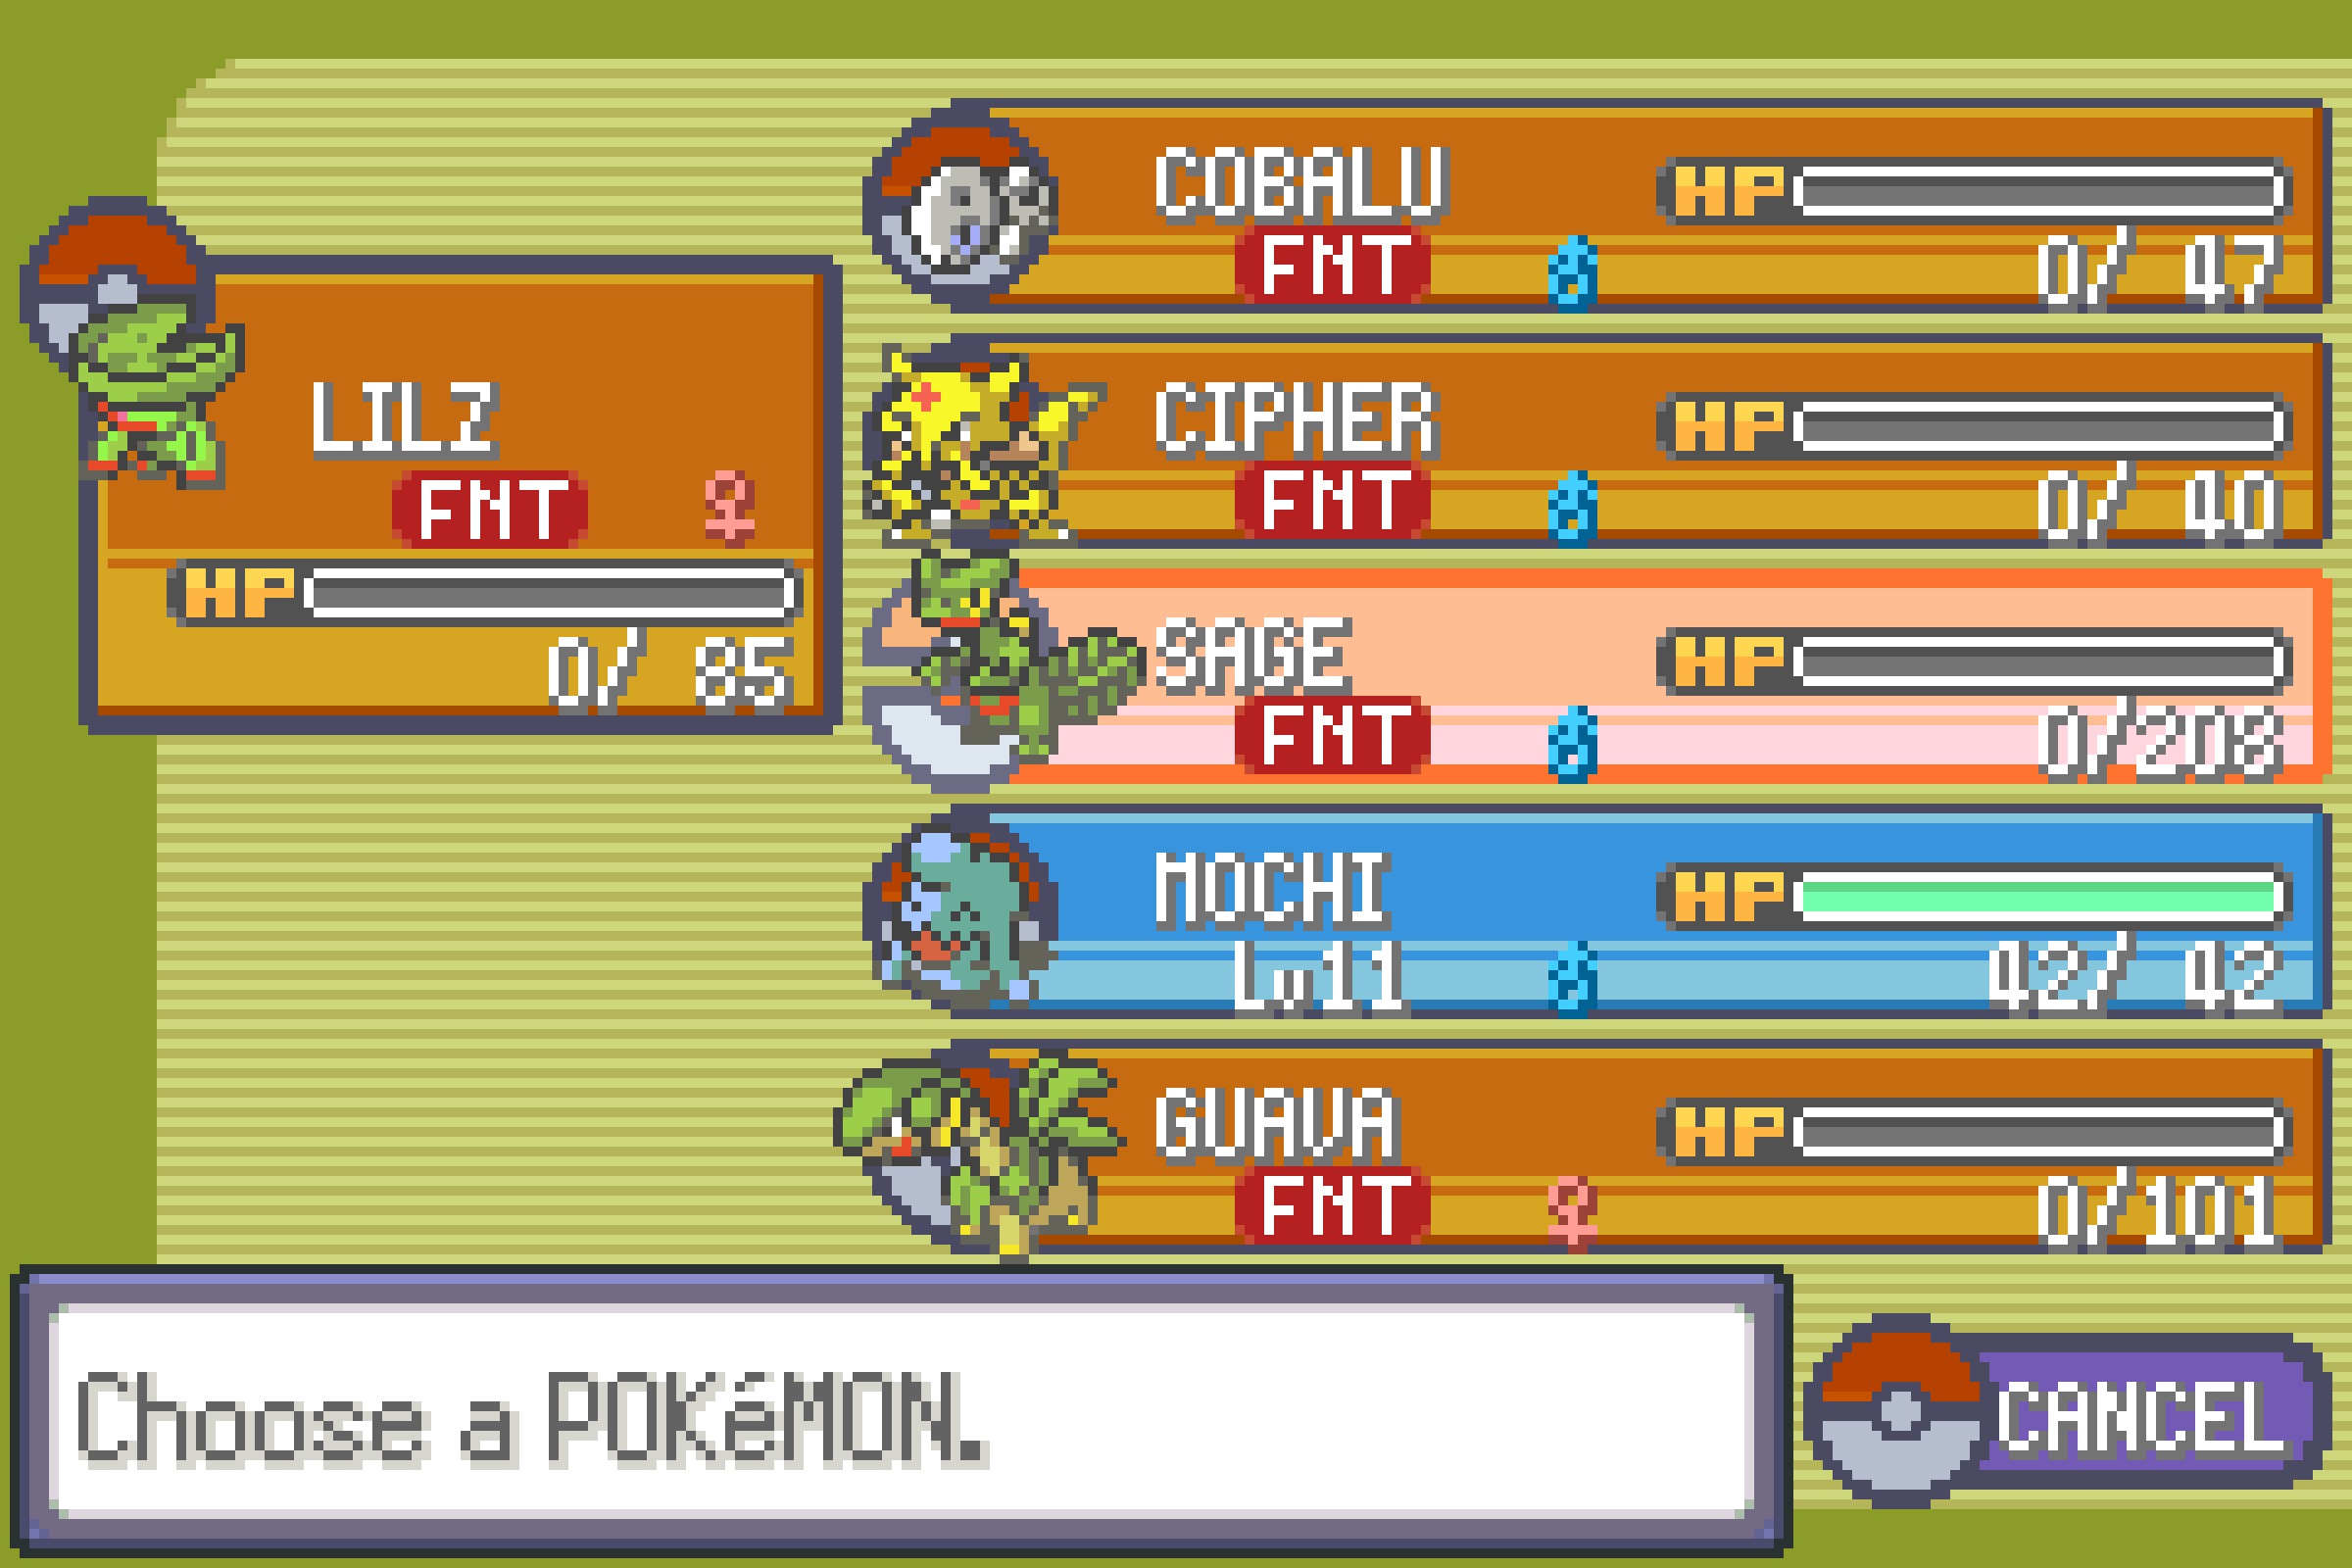 LILZ
FNT ♀
HP
0/ 85
COBALU HP
FNT 0/ 47
CIPHER HP
FNT 0/ 40
SAGE HP
FNT 0/208
MOCHI HP
Lv11 42/ 42
GUAVA HP
FNT ♀ 0/101
Choose a POKéMON.
CANCEL